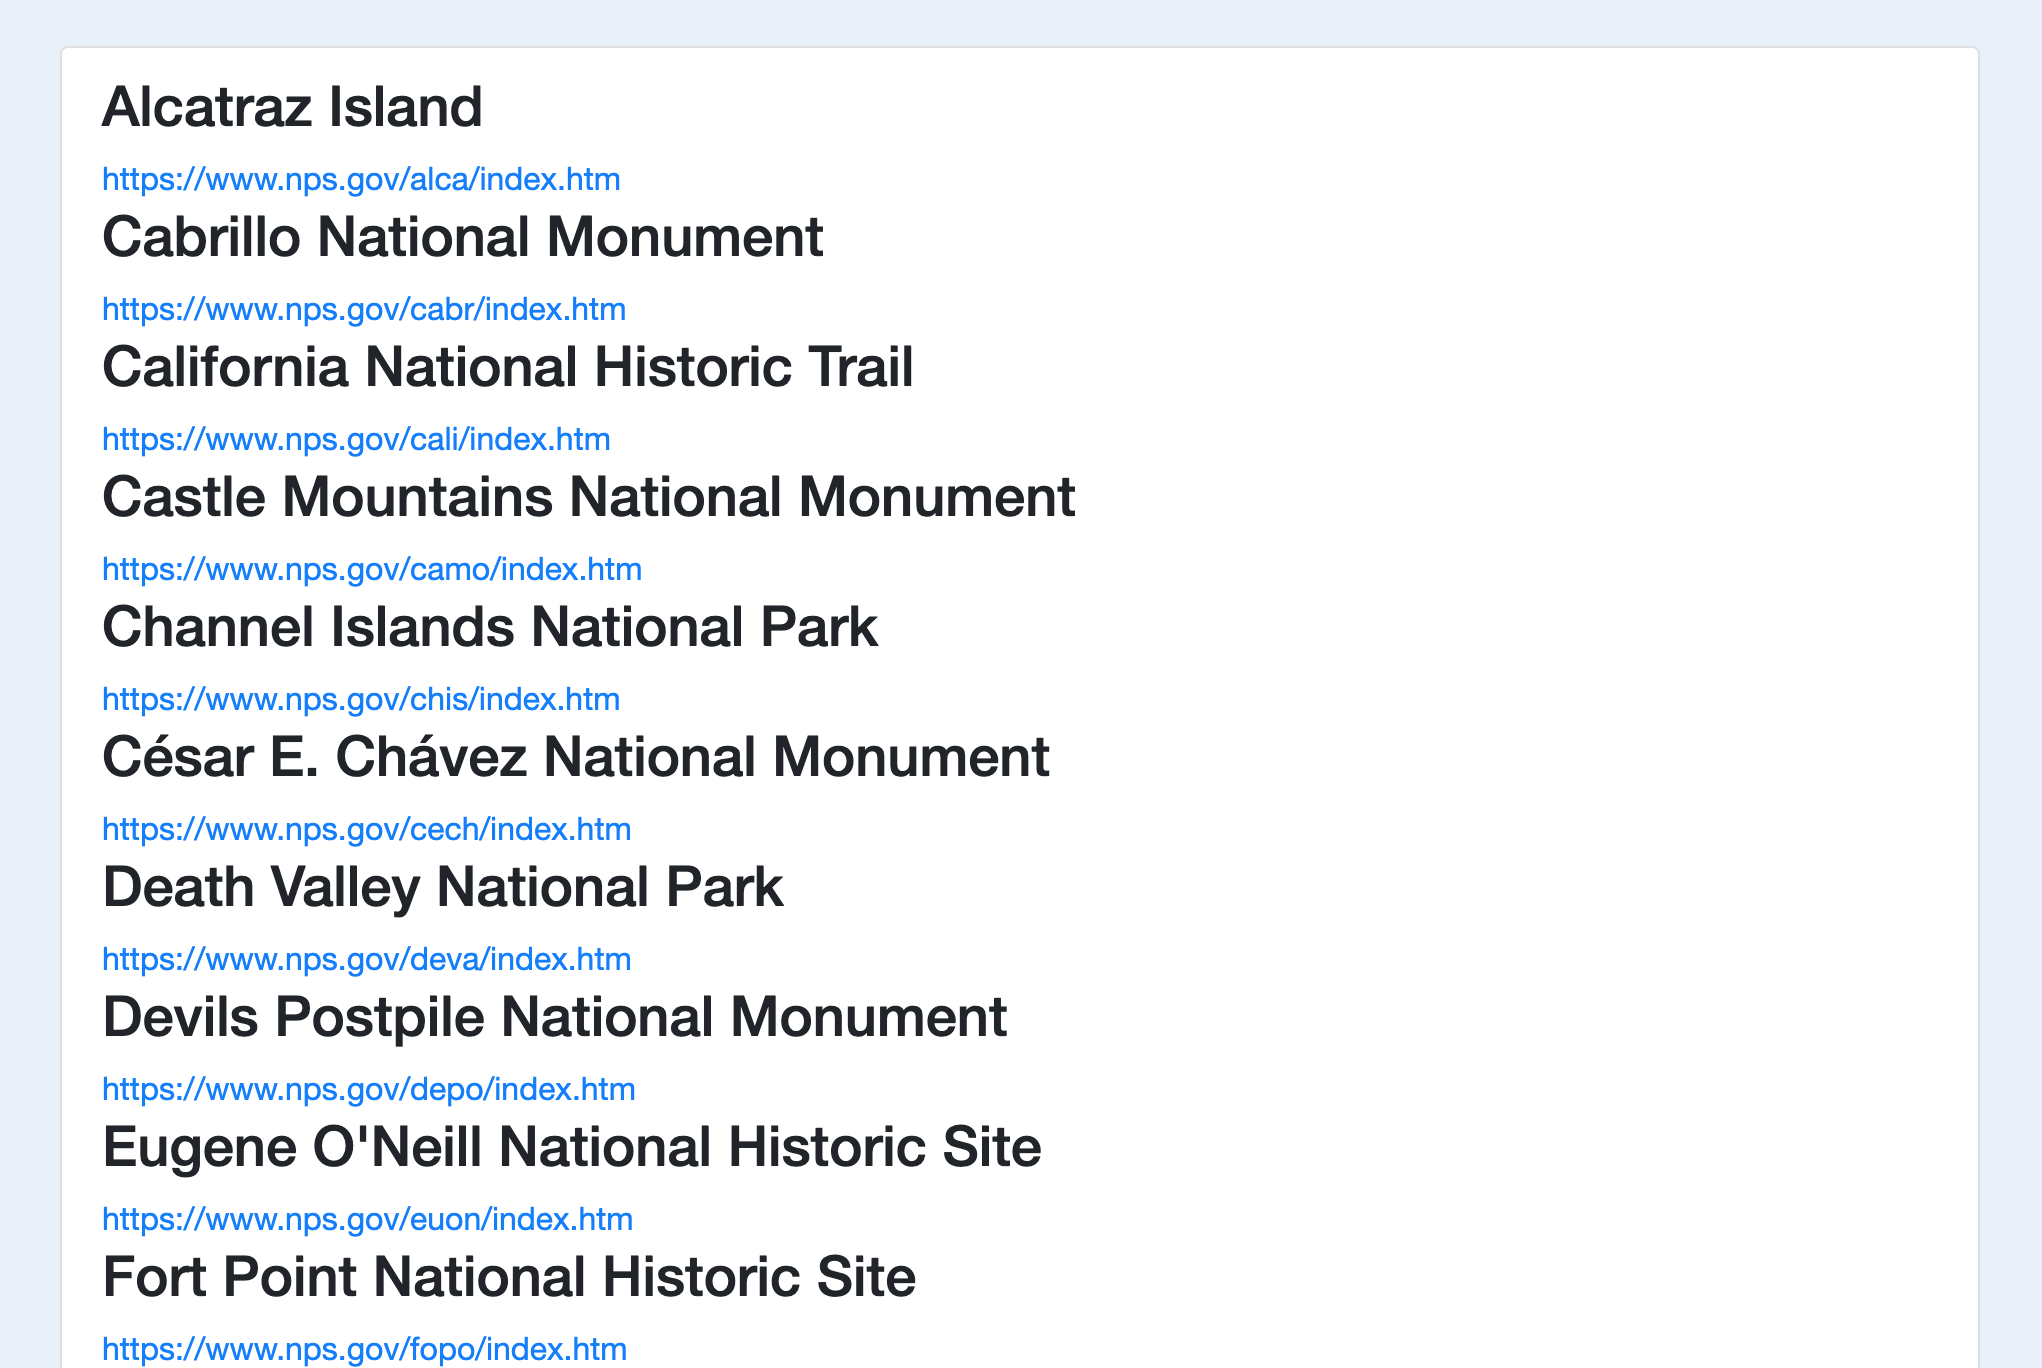 Alcatraz Island
https://www.nps.gov/alca/index.htm
Cabrillo National Monument
https://www.nps.gov/cabr/index.htm
California National Historic Trail
https://www.nps.gov/cali/index.htm
Castle Mountains National Monument
https://www.nps.gov/camo/index.htm
Channel Islands National Park
https://www.nps.gov/chis/index.htm
César E. Chávez National Monument
https://www.nps.gov/cech/index.htm
Death Valley National Park
https://www.nps.gov/deva/index.htm
Devils Postpile National Monument
https://www.nps.gov/depo/index.htm
Eugene O'Neill National Historic Site
https://www.nps.gov/euon/index.htm
Fort Point National Historic Site
https://www.nps.gov/fopo/index.htm